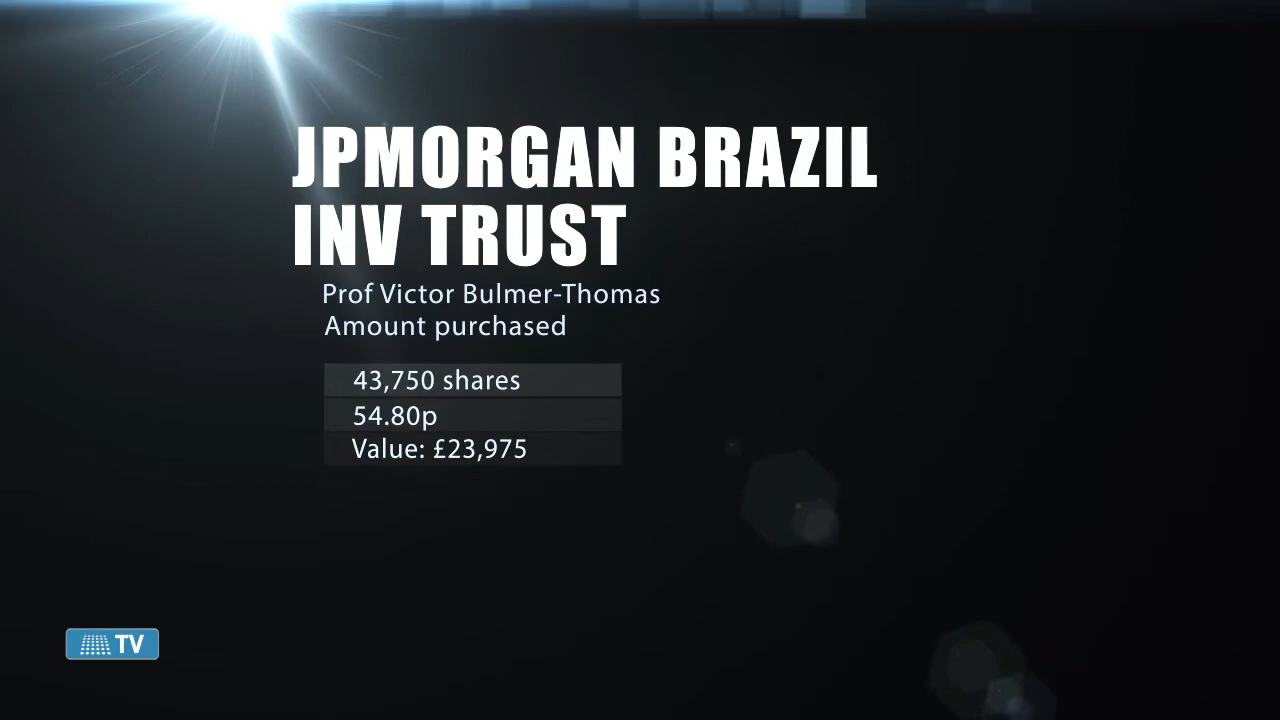 JPMORGAN BRAZIL
INV TRUST
Prof Victor Bulmer-Thomas
Amount purchased
43,750 shares
54.80p
Value: £23,975
TV